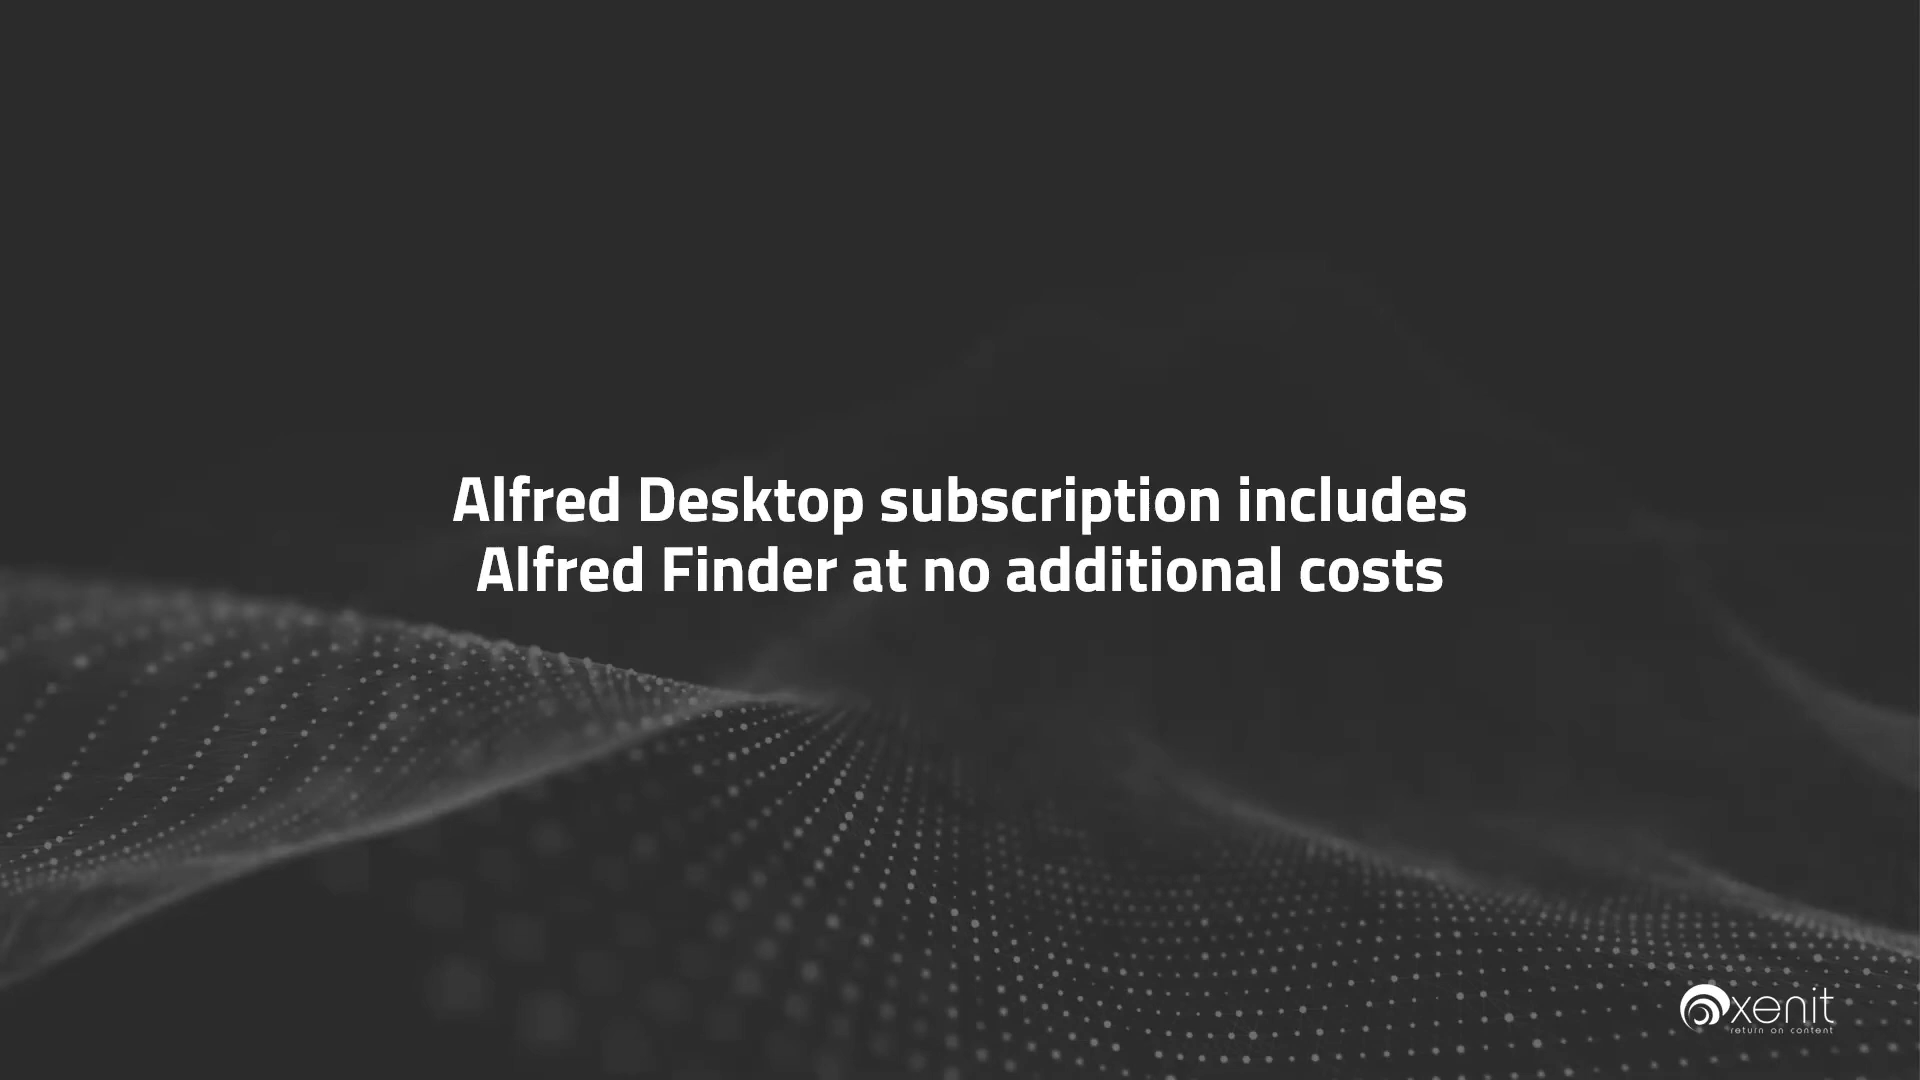 Alfred Desktop subscription includes
Alfred Finder at no additional costs
xenit
return on content